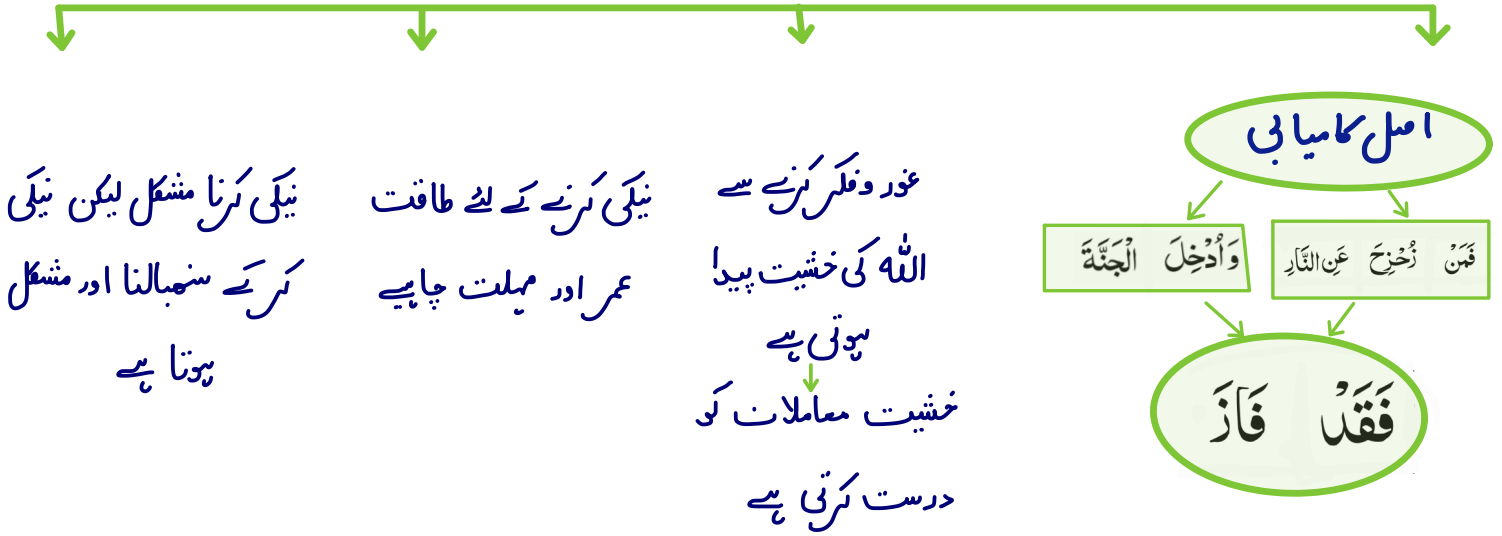 اصل کامیابی
فَمَنْ زُحْزِحَ عَنِ النَّارِ
وَاُدْخِلَ الْجَنَّةَ
فَقَدْ فَازَ
غور وفکر کرنے سے
اللّٰہ کی خشیت پیدا
ہوتی ہے
خشیت معاملات کو
درست کرتی ہے
نیکی کرنے کے لئے طاقت
عمر اور مہلت چاہیے
نیکی کرنا مشکل لیکن نیکی
کر کے سنبھالنا اور مشکل
ہوتا ہے